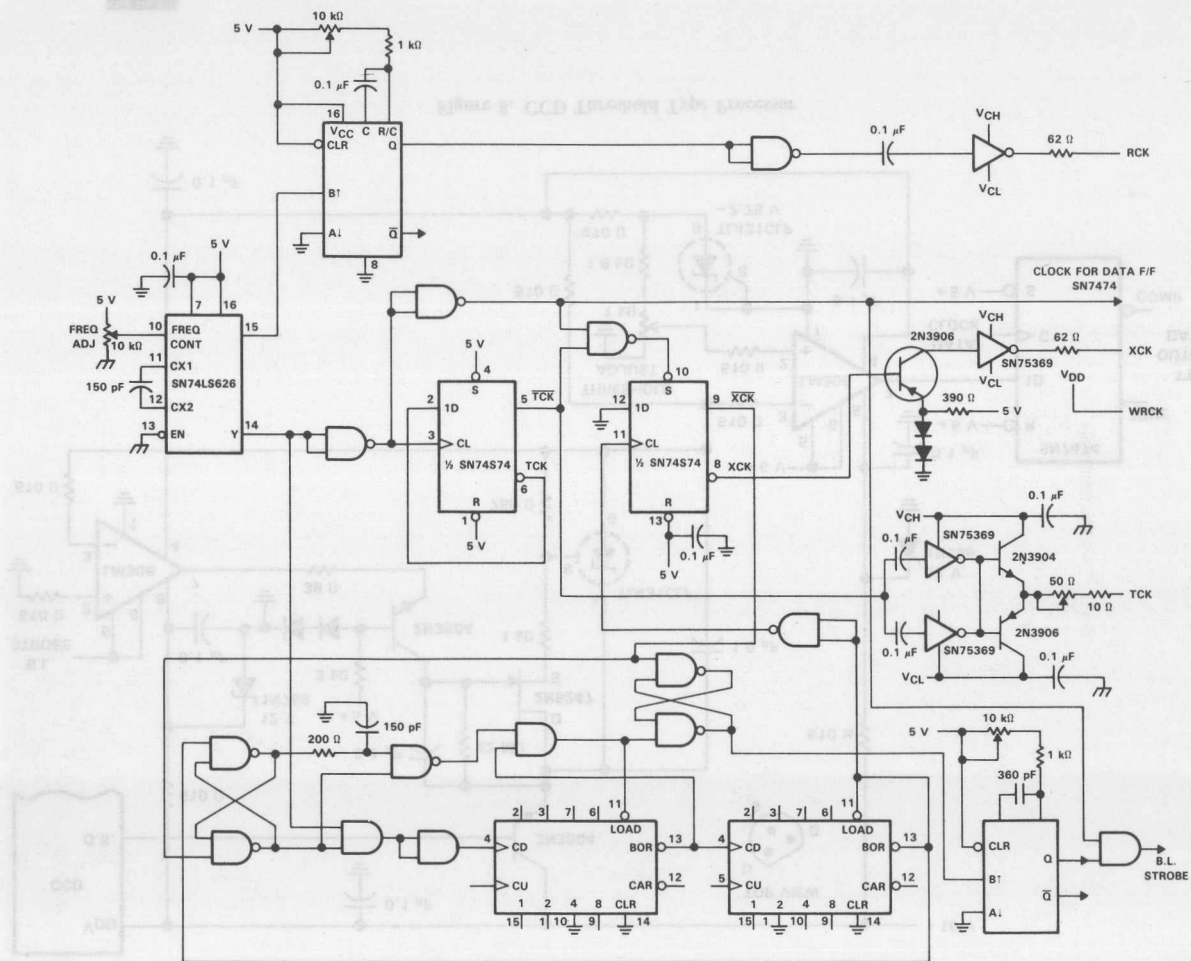 10 kΩ
5 V
1 kΩ
0.1 μF
16
VCC C R/C
CLR Q
B↑
A↓ Q̅
8
0.1 μF
VCH
62 Ω
RCK
VCL
0.1 μF
5 V
7 16
5 V
FREQ ADJ
10 kΩ
10 FREQ CONT 15
11 CX1
150 pF
SN74LS626
12 CX2
13 EN
Y 14
5 V
4
S
2 1D 5 T̅C̅K̅
3 CL
½ SN74S74
TCK
6
R
1
5 V
10
S
12 1D 9 X̅C̅K̅
11 CL
½ SN74S74
8 XCK
R
13
0.1 μF
5 V
CLOCK FOR DATA F/F
SN7474
2N3906
VCH
62 Ω
XCK
VCL SN75369
VDD
390 Ω
5 V
WRCK
VCH
0.1 μF
SN75369
0.1 μF
2N3904
50 Ω
TCK
10 Ω
2N3906
0.1 μF
SN75369
VCL
0.1 μF
150 pF
200 Ω
2 3 7 6 11
LOAD
4 CD BOR 13
CU CAR 12
1 2 4 8 CLR
15 1 10 9 14
2 3 7 6 11
LOAD
4 CD BOR 13
5 CU CAR 12
1 2 4 8 CLR
15 1 10 9 14
10 kΩ
5 V
1 kΩ
360 pF
CLR Q
B↑
A↓ Q̅
B.L.
STROBE
Figure 8. CCD Threshold Type Processor